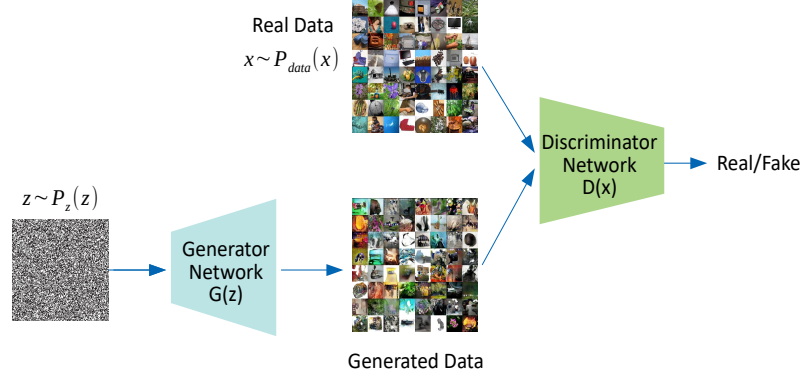 Real Data
x ~ P_data(x)
Discriminator
Network
D(x)
Real/Fake
z ~ P_z(z)
Generator
Network
G(z)
Generated Data